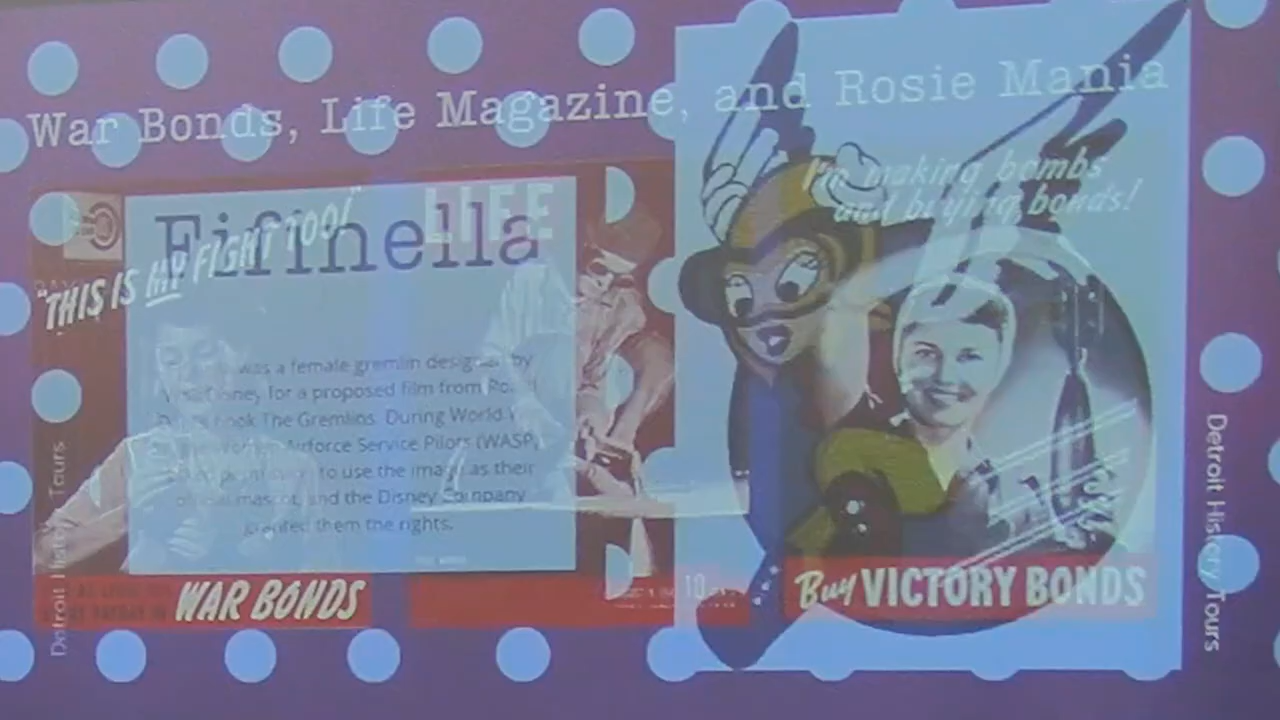 War Bonds, Life Magazine, and Rosie Mania
"THIS IS MY FIGHT TOO!"
LIFE
Fifinella
was a female gremlin designed by
Disney for a proposed film from
book The Gremlins. During World
Airforce Service Pilots (WASP)
to use the image as their
official mascot, and the Disney Company
granted them the rights.
I'm making bombs
and buying bonds!
WAR BONDS
10
Buy VICTORY BONDS
Detroit History Tours
Detroit History Tours